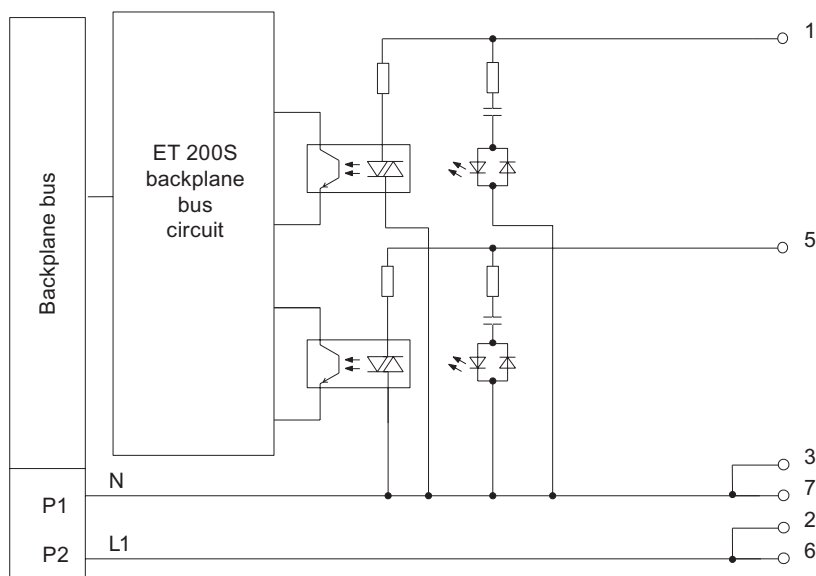 1
ET 200S
backplane
bus
circuit
Backplane bus
5
3
N
7
P1
2
L1
6
P2